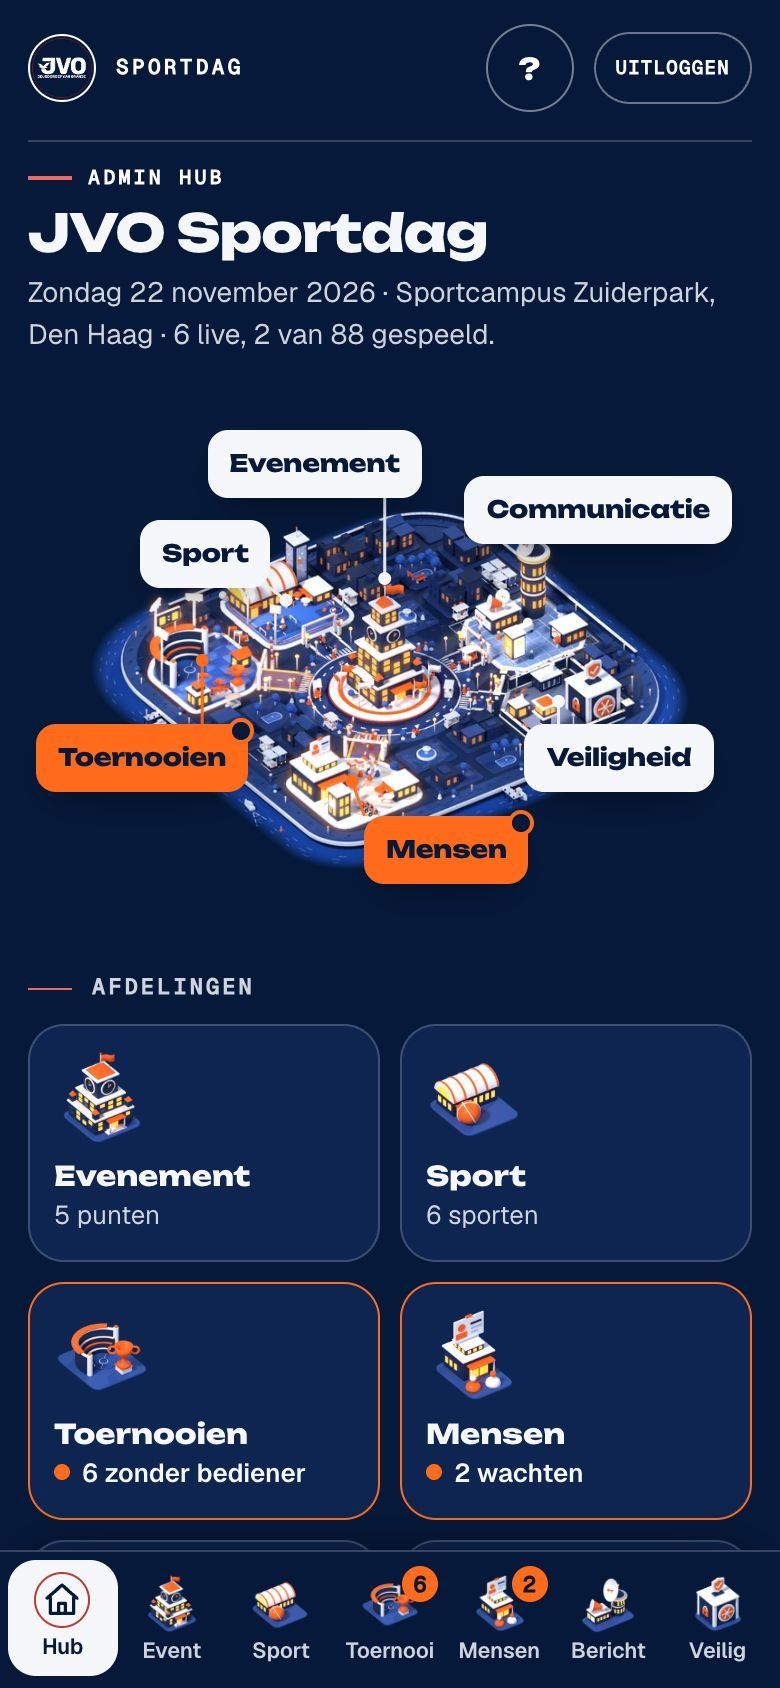 JVO
SPORTDAG
?
UITLOGGEN
ADMIN HUB
JVO Sportdag
Zondag 22 november 2026 · Sportcampus Zuiderpark,
Den Haag · 6 live, 2 van 88 gespeeld.
Evenement
Communicatie
Sport
Toernooien
Veiligheid
Mensen
AFDELINGEN
Evenement
5 punten
Sport
6 sporten
Toernooien
6 zonder bediener
Mensen
2 wachten
Hub
Event
Sport
6
Toernooi
2
Mensen
Bericht
Veilig